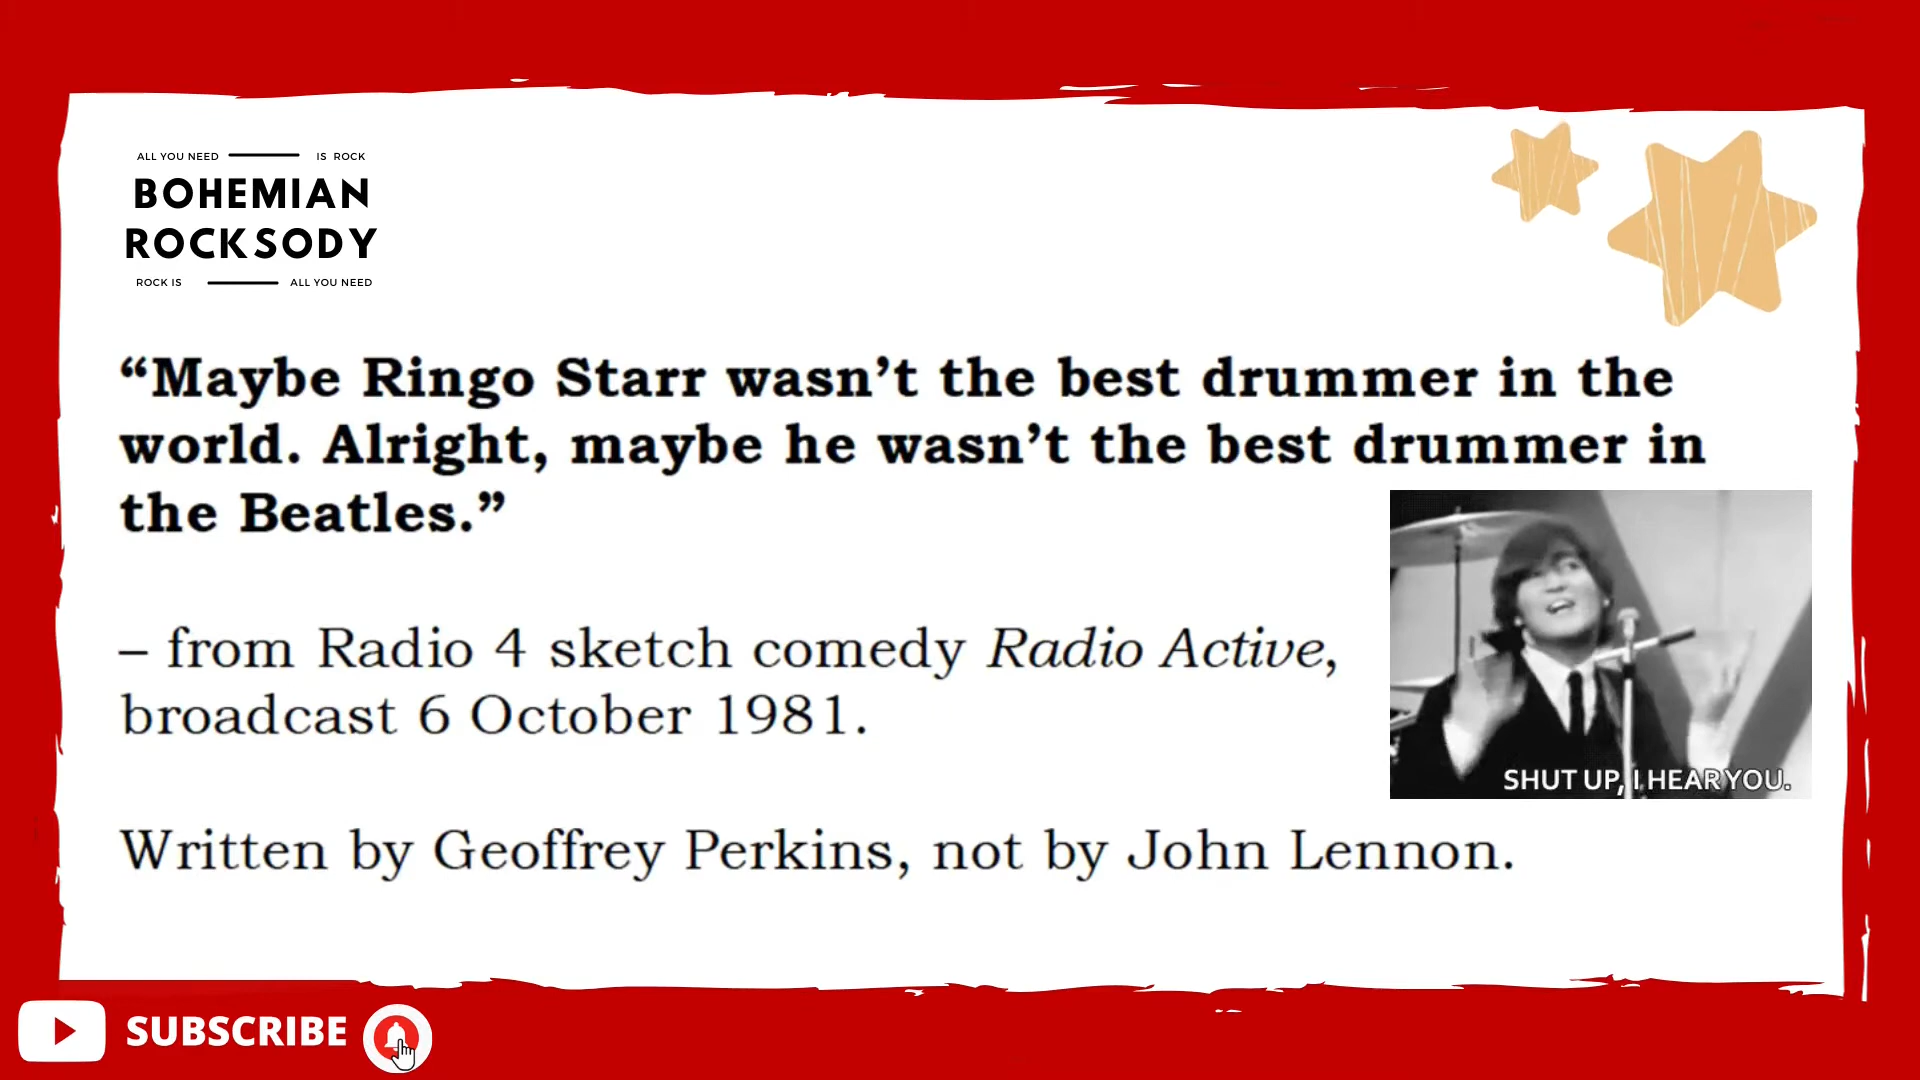 ALL YOU NEED IS ROCK
BOHEMIAN
ROCKSODY
ROCK IS ALL YOU NEED
“Maybe Ringo Starr wasn’t the best drummer in the
world. Alright, maybe he wasn’t the best drummer in
the Beatles.”
– from Radio 4 sketch comedy Radio Active,
broadcast 6 October 1981.
SHUT UP, I HEAR YOU.
Written by Geoffrey Perkins, not by John Lennon.
SUBSCRIBE